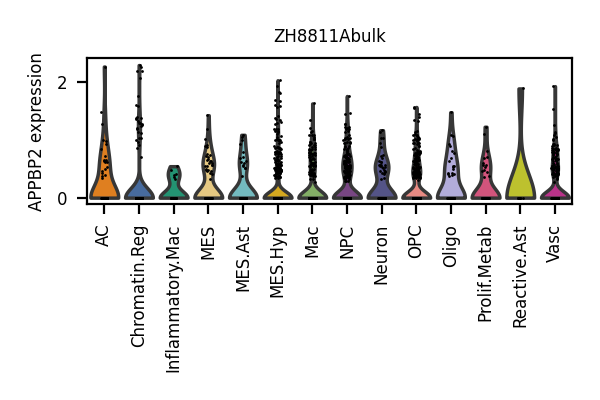 ZH8811Abulk
APPBP2 expression
2
0
AC
Chromatin.Reg
Inflammatory.Mac
MES
MES.Ast
MES.Hyp
Mac
NPC
Neuron
OPC
Oligo
Prolif.Metab
Reactive.Ast
Vasc